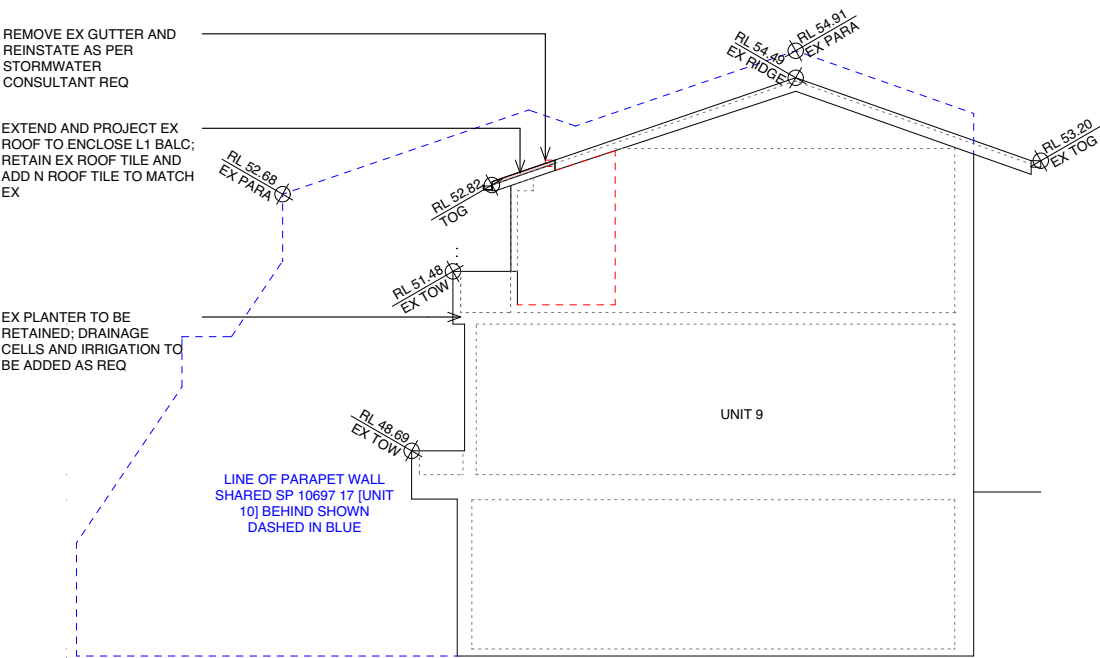 REMOVE EX GUTTER AND
REINSTATE AS PER
STORMWATER
CONSULTANT REQ
EXTEND AND PROJECT EX
ROOF TO ENCLOSE L1 BALC;
RETAIN EX ROOF TILE AND
ADD N ROOF TILE TO MATCH
EX
EX PLANTER TO BE
RETAINED; DRAINAGE
CELLS AND IRRIGATION TO
BE ADDED AS REQ
RL 52.68
EX PARA
RL 52.82
TOG
RL 51.48
EX TOW
RL 48.69
EX TOW
RL 54.49
EX RIDGE
RL 54.91
EX PARA
RL 53.20
EX TOG
UNIT 9
LINE OF PARAPET WALL
SHARED SP 10697 17 [UNIT
10] BEHIND SHOWN
DASHED IN BLUE